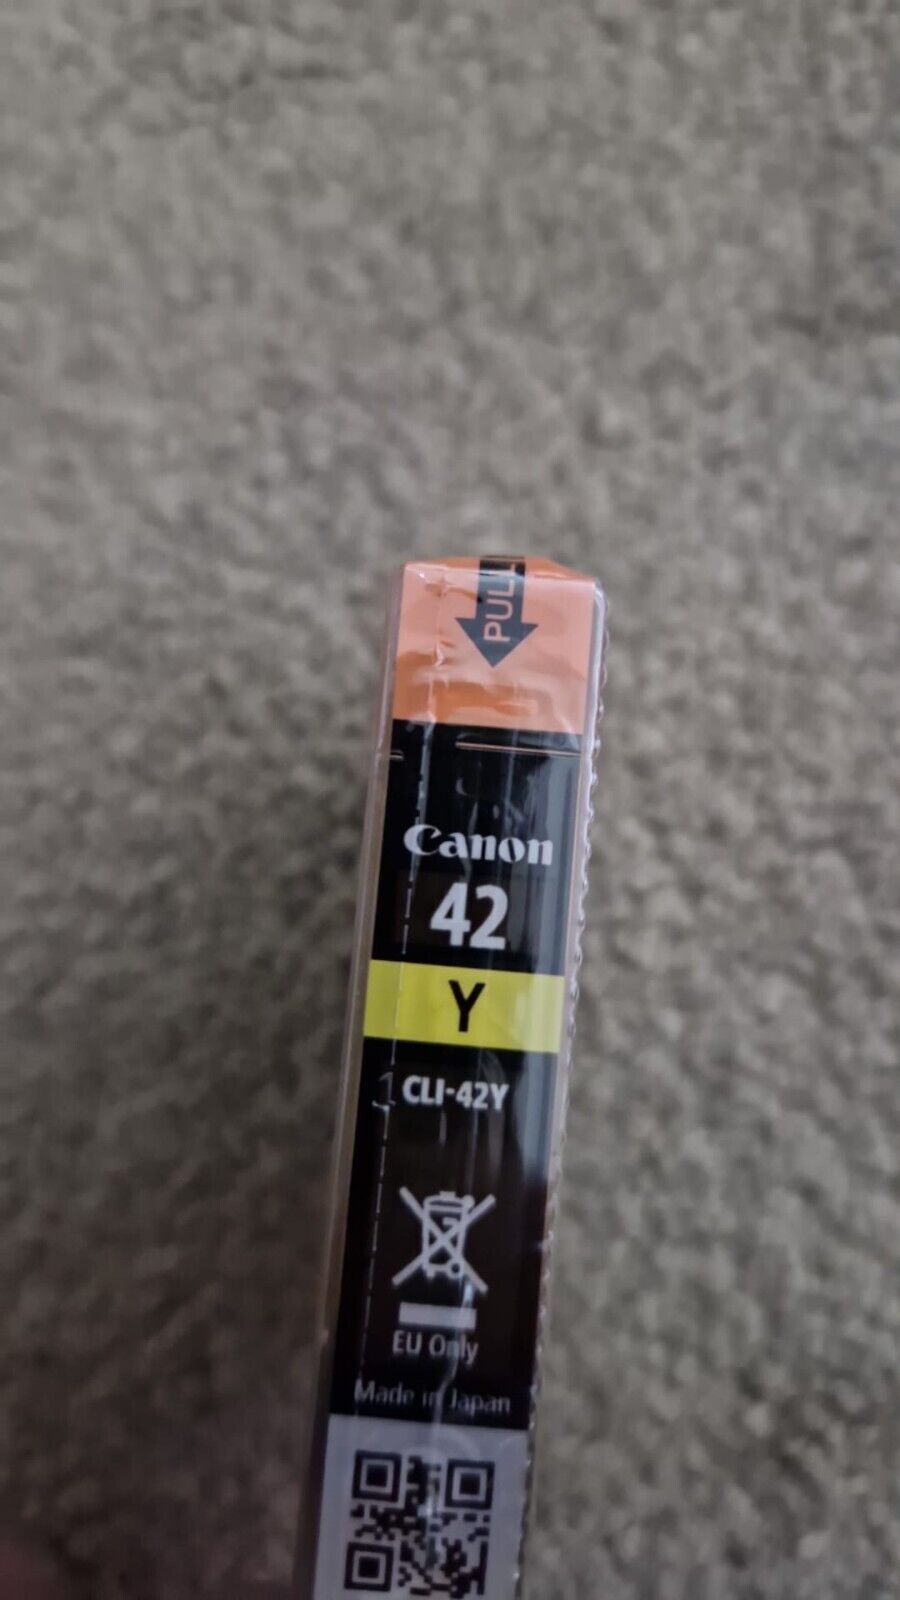 PULL
Canon
42
Y
CLI-42Y
EU Only
Made in Japan